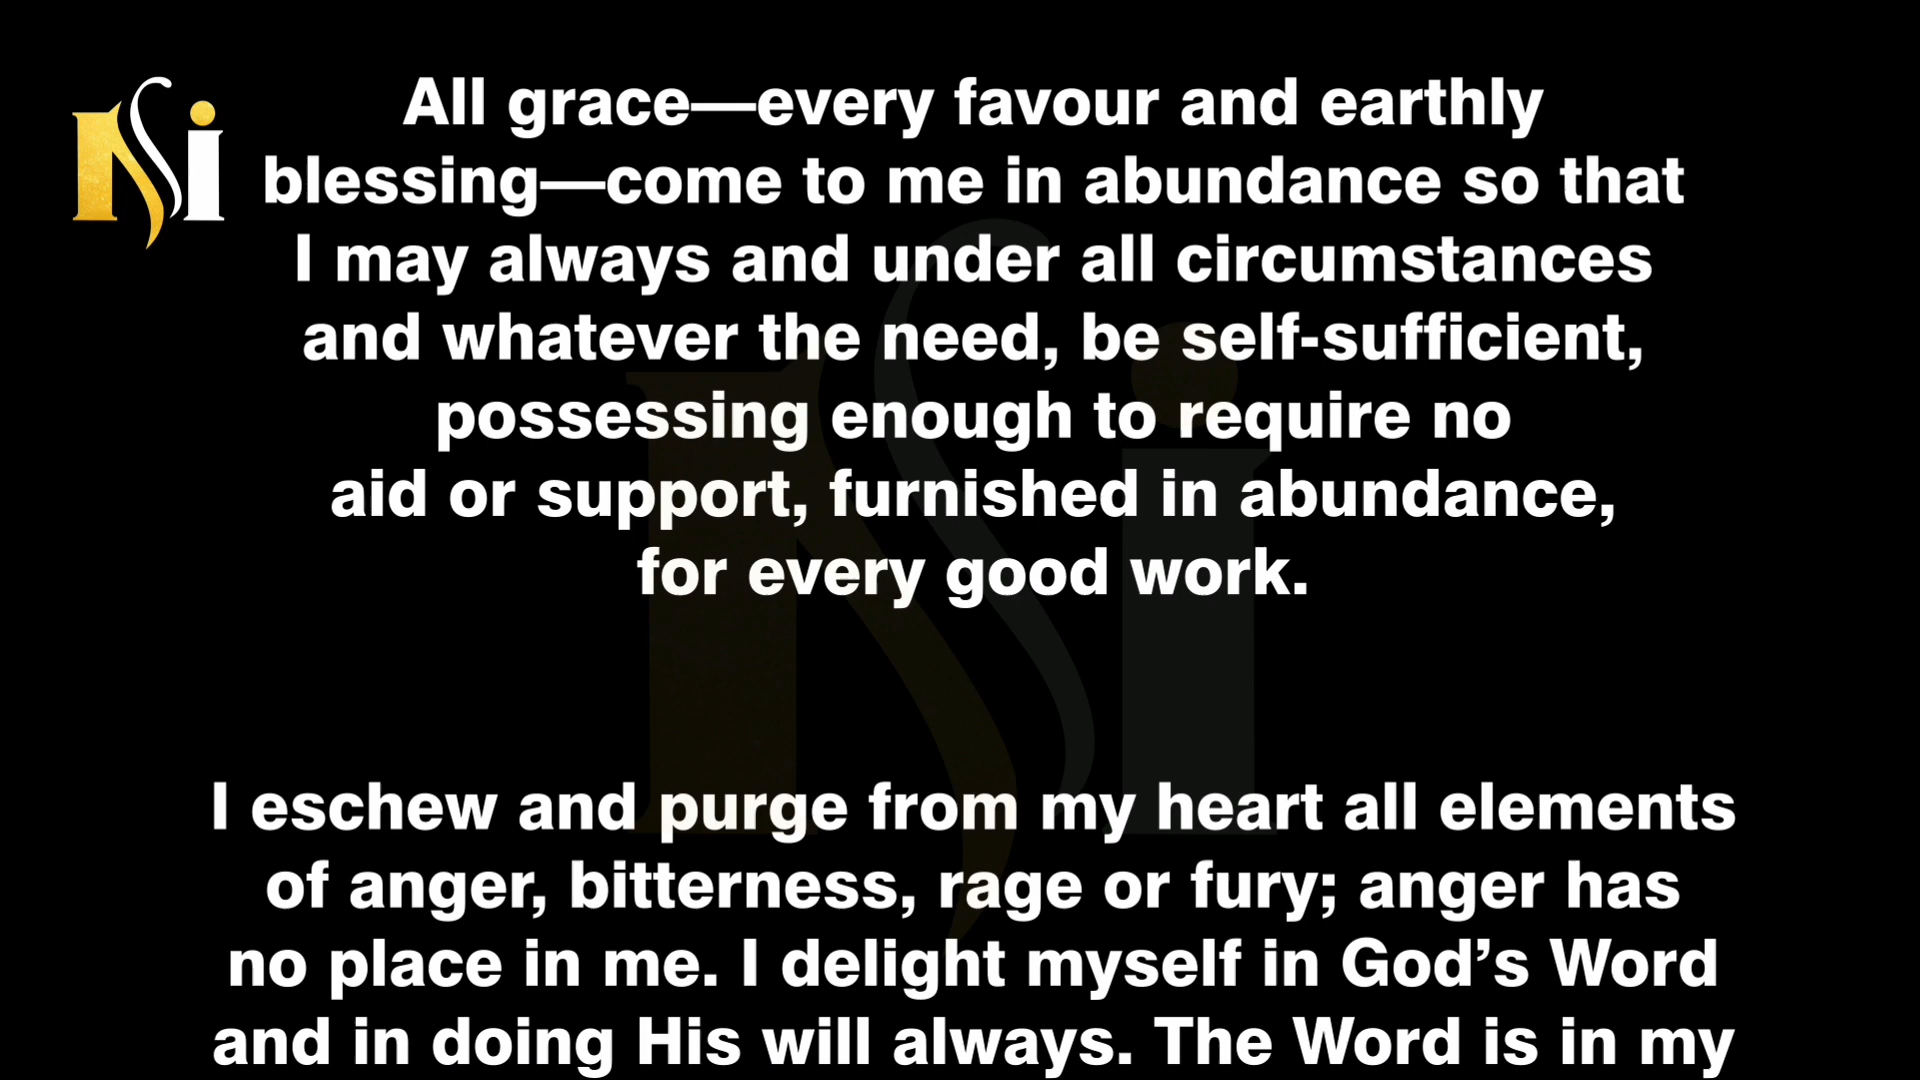 All grace—every favour and earthly
blessing—come to me in abundance so that
I may always and under all circumstances
and whatever the need, be self-sufficient,
possessing enough to require no
aid or support, furnished in abundance,
for every good work.
I eschew and purge from my heart all elements
of anger, bitterness, rage or fury; anger has
no place in me. I delight myself in God’s Word
and in doing His will always. The Word is in my